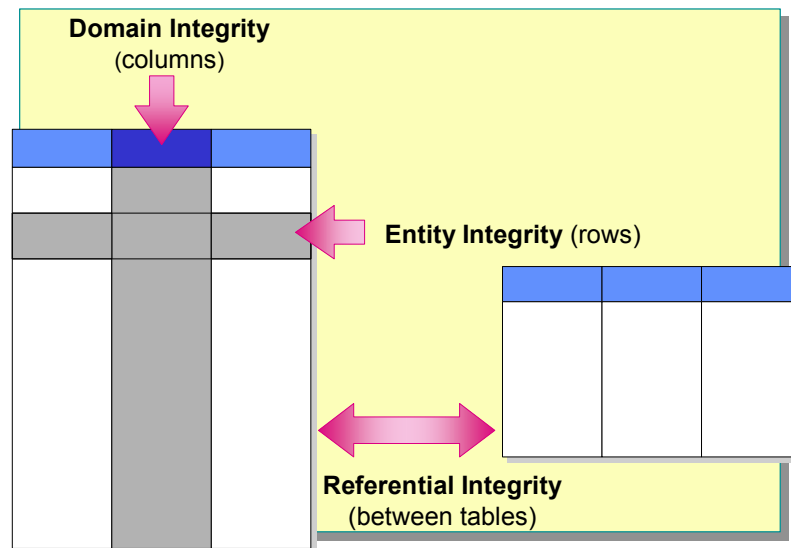 Domain Integrity
(columns)
Entity Integrity (rows)
Referential Integrity
(between tables)